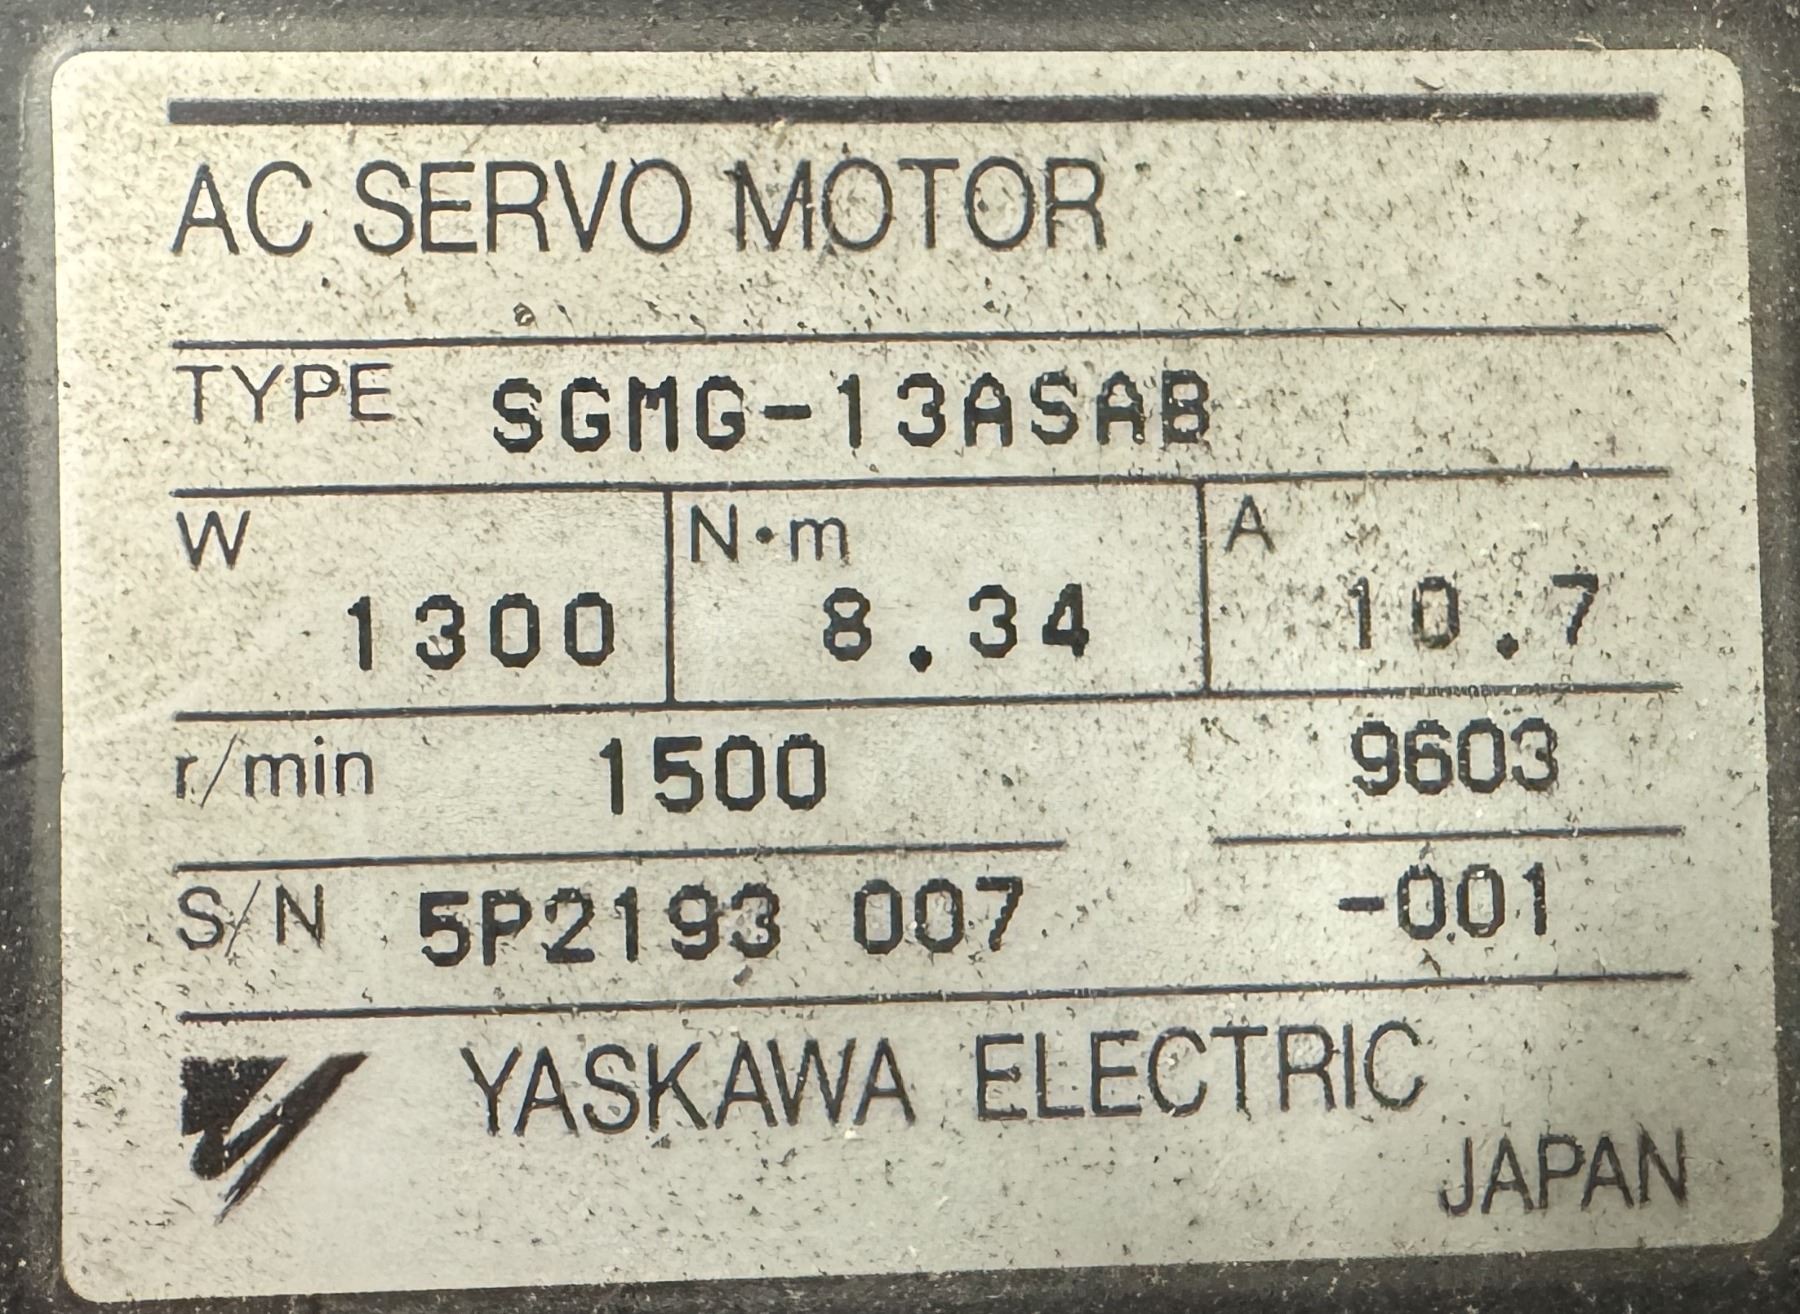 AC SERVO MOTOR
TYPE SGMG-13ASAB
W N·m A
1300 8.34 10.7
r/min 1500 9603
S/N 5P2193 007 -001
YASKAWA ELECTRIC
JAPAN